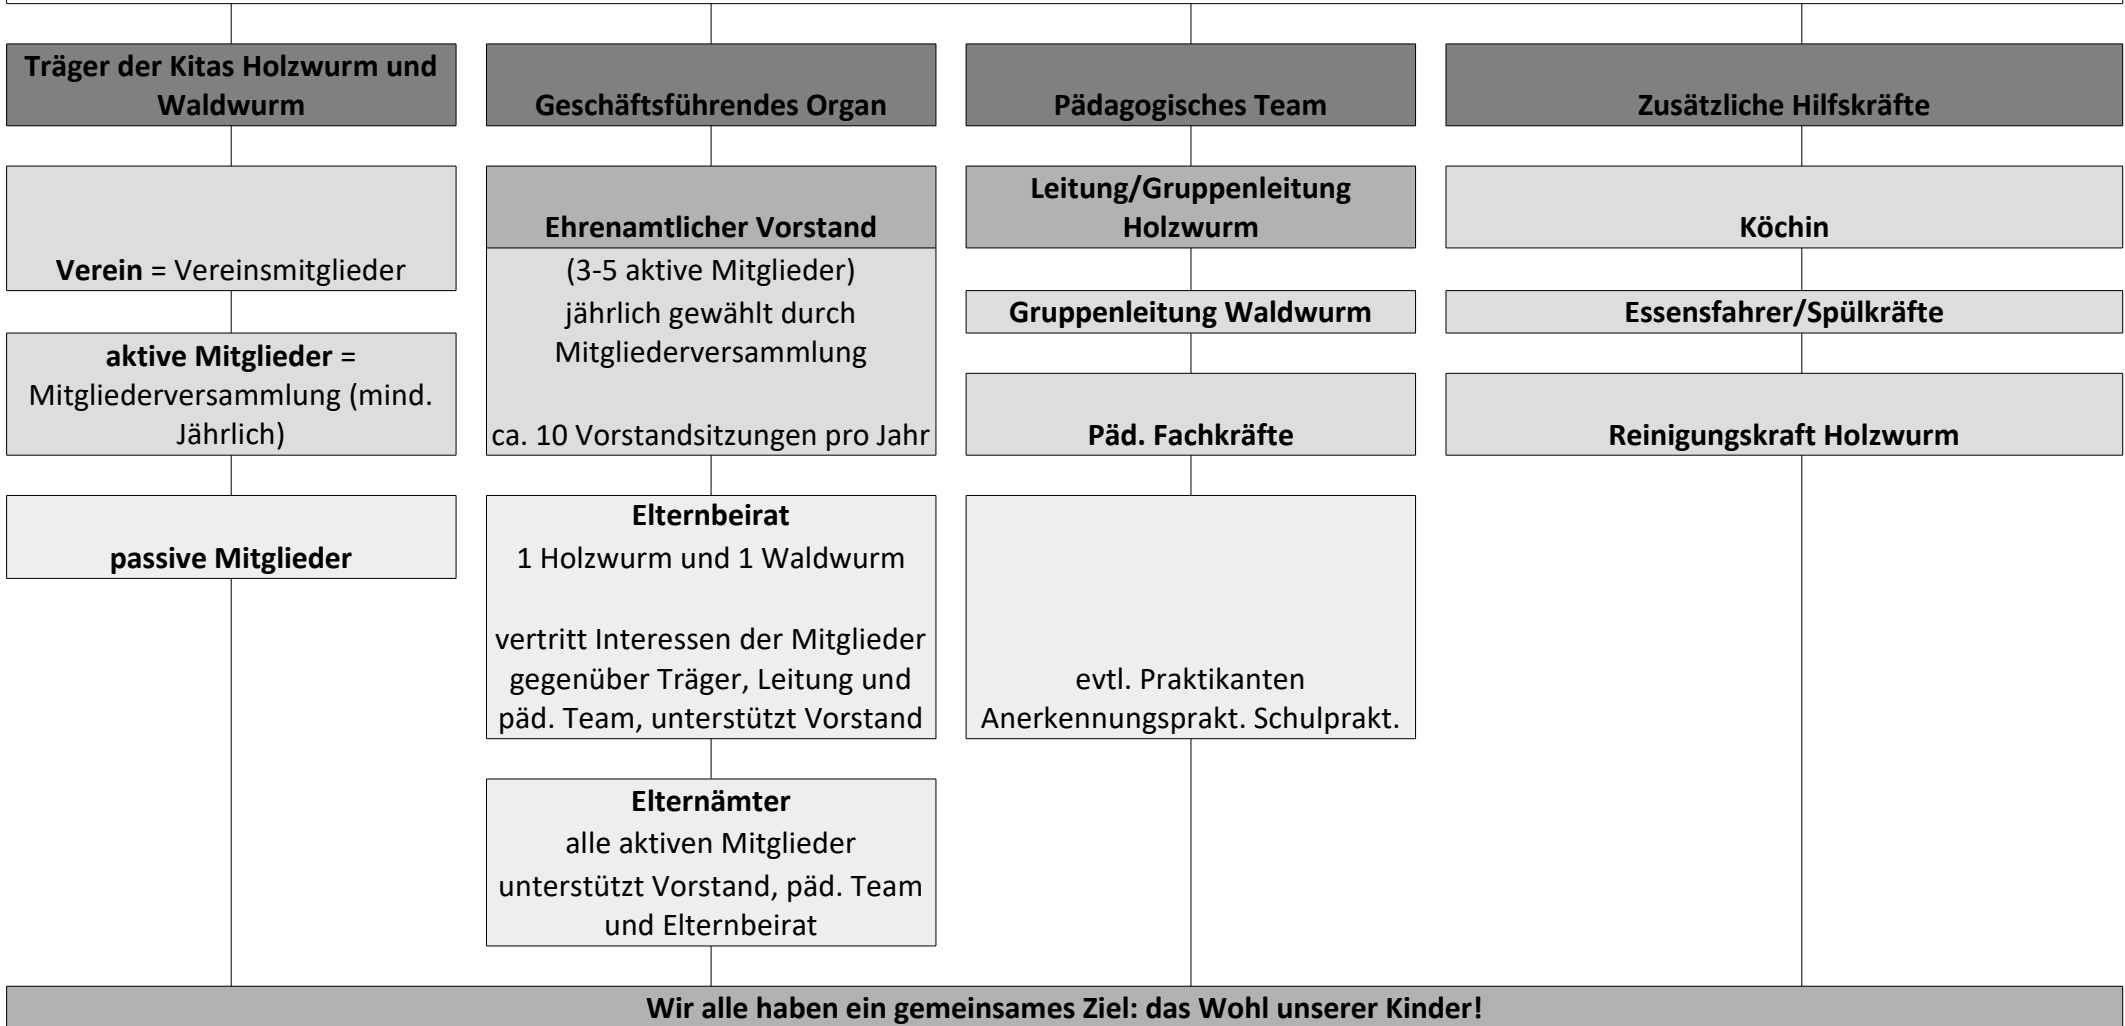 Träger der Kitas Holzwurm und
Waldwurm
Verein = Vereinsmitglieder
aktive Mitglieder =
Mitgliederversammlung (mind.
Jährlich)
passive Mitglieder
Geschäftsführendes Organ
Ehrenamtlicher Vorstand
(3-5 aktive Mitglieder)
jährlich gewählt durch
Mitgliederversammlung
ca. 10 Vorstandsitzungen pro Jahr
Elternbeirat
1 Holzwurm und 1 Waldwurm
vertritt Interessen der Mitglieder
gegenüber Träger, Leitung und
päd. Team, unterstützt Vorstand
Elternämter
alle aktiven Mitglieder
unterstützt Vorstand, päd. Team
und Elternbeirat
Pädagogisches Team
Leitung/Gruppenleitung
Holzwurm
Gruppenleitung Waldwurm
Päd. Fachkräfte
evtl. Praktikanten
Anerkennungsprakt. Schulprakt.
Zusätzliche Hilfskräfte
Köchin
Essensfahrer/Spülkräfte
Reinigungskraft Holzwurm
Wir alle haben ein gemeinsames Ziel: das Wohl unserer Kinder!